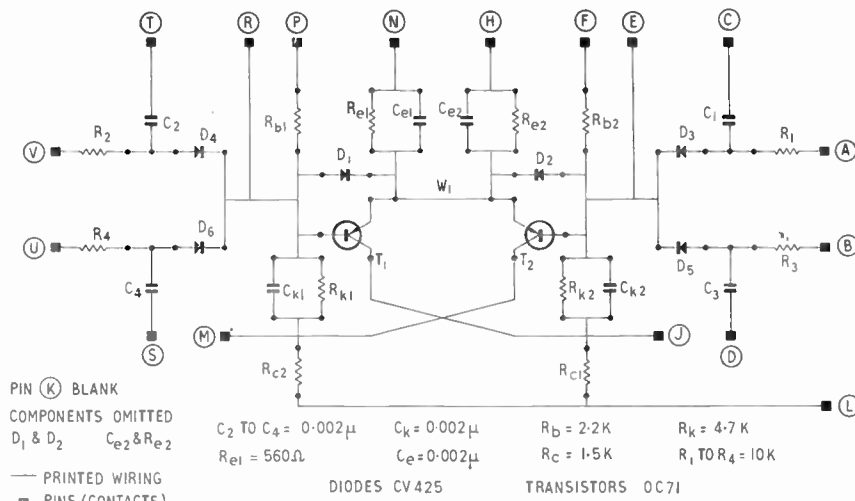 T R P N H F E C
Re1 Ce1 Ce2 Re2
C2 Rb1 Rb2 C1
R2 D4 D1 D2 D3 R1
V W1 A
R4 D6
U B
T1 T2 D5 R3
C4 Ck1 Rk1 Rk2 Ck2 C3
M J
S D
Rc2 Rc1
PIN K BLANK
L
COMPONENTS OMITTED
D1 & D2 Ce2 & Re2
C2 TO C4 = 0·002μ Ck = 0·002μ Rb = 2·2K Rk = 4·7K
Re1 = 560Ω Ce = 0·002μ Rc = 1·5K R1 TO R4 = 10K
— PRINTED WIRING
DIODES CV425 TRANSISTORS OC71
■ PINS (CONTACTS)